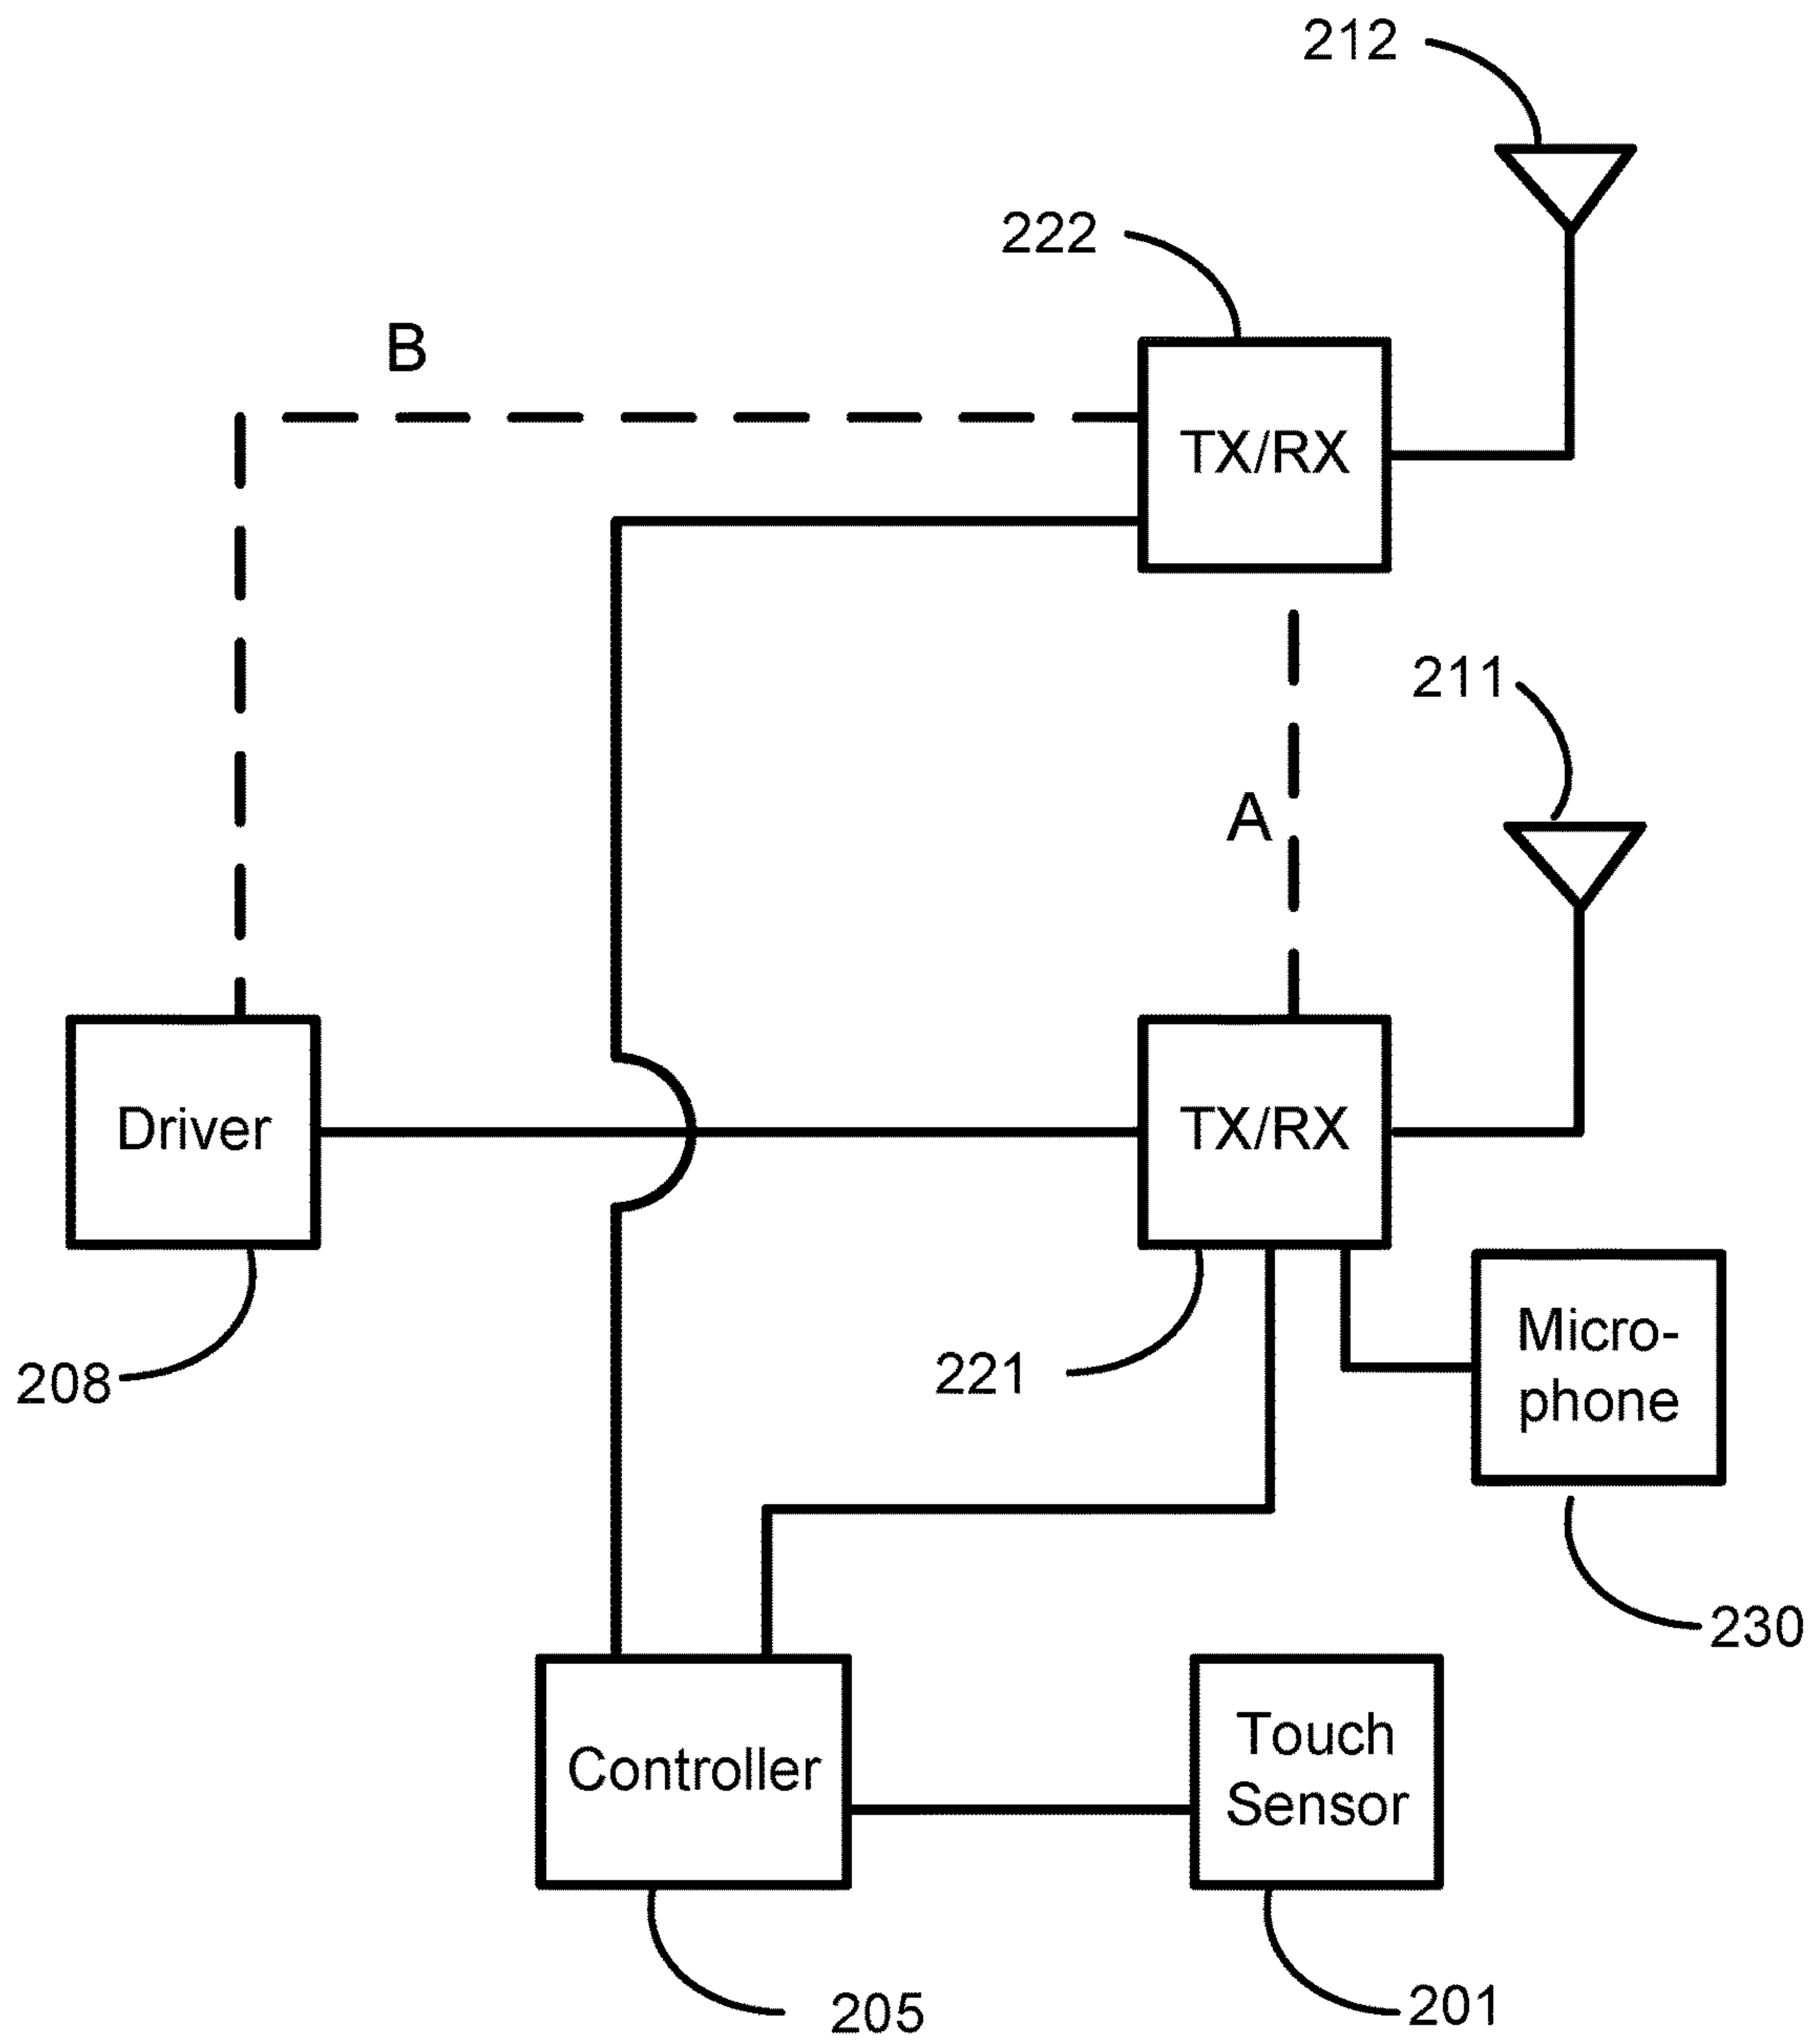 212
222
B
TX/RX
211
A
Driver
TX/RX
208
221
Micro-
phone
230
Controller
Touch
Sensor
205
201